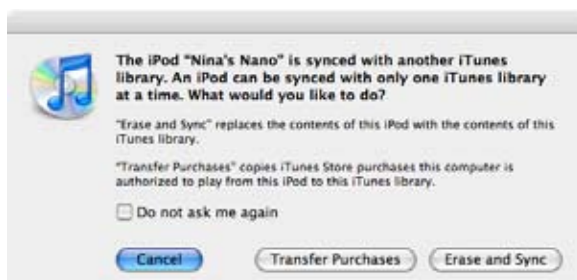 The iPod "Nina's Nano" is synced with another iTunes
library. An iPod can be synced with only one iTunes library
at a time. What would you like to do?
"Erase and Sync" replaces the contents of this iPod with the contents of this
iTunes library.
"Transfer Purchases" copies iTunes Store purchases this computer is
authorized to play from this iPod to this iTunes library.
Do not ask me again
Cancel Transfer Purchases Erase and Sync